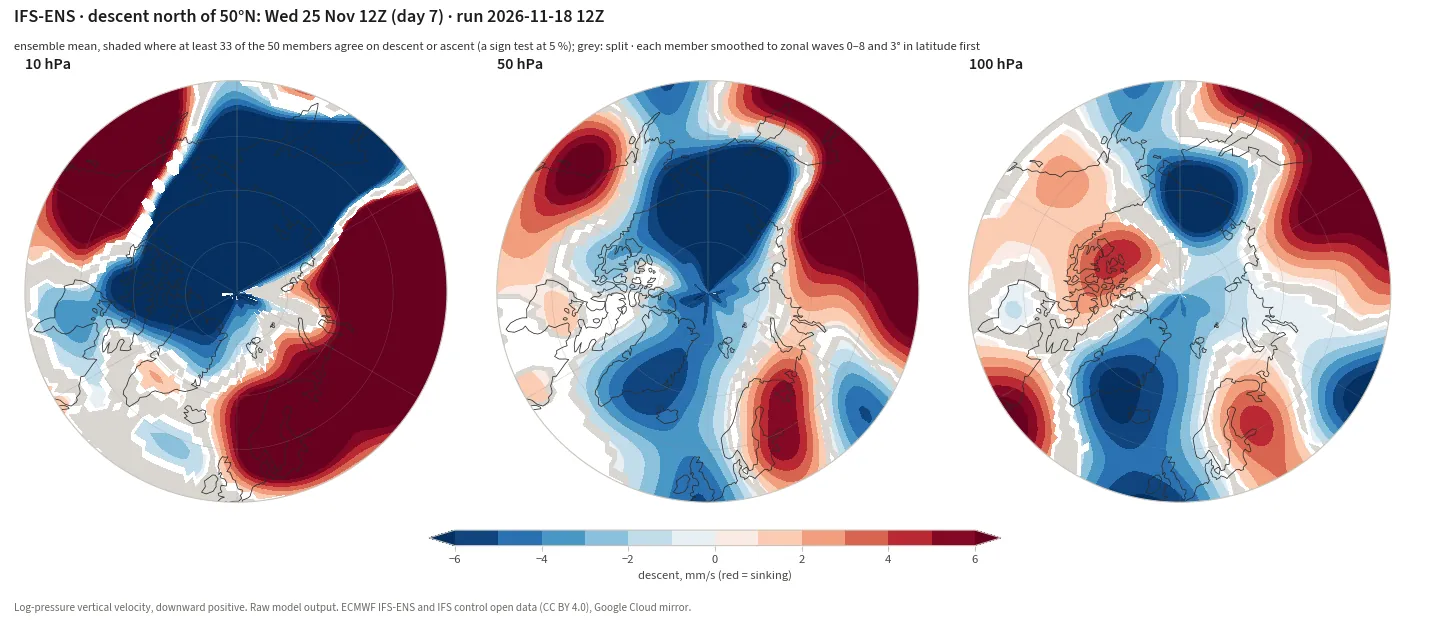 IFS-ENS · descent north of 50°N: Wed 25 Nov 12Z (day 7) · run 2026-11-18 12Z
ensemble mean, shaded where at least 33 of the 50 members agree on descent or ascent (a sign test at 5 %); grey: split · each member smoothed to zonal waves 0–8 and 3° in latitude first
10 hPa 50 hPa 100 hPa
−6 −4 −2 0 2 4 6
descent, mm/s (red = sinking)
Log-pressure vertical velocity, downward positive. Raw model output. ECMWF IFS-ENS and IFS control open data (CC BY 4.0), Google Cloud mirror.